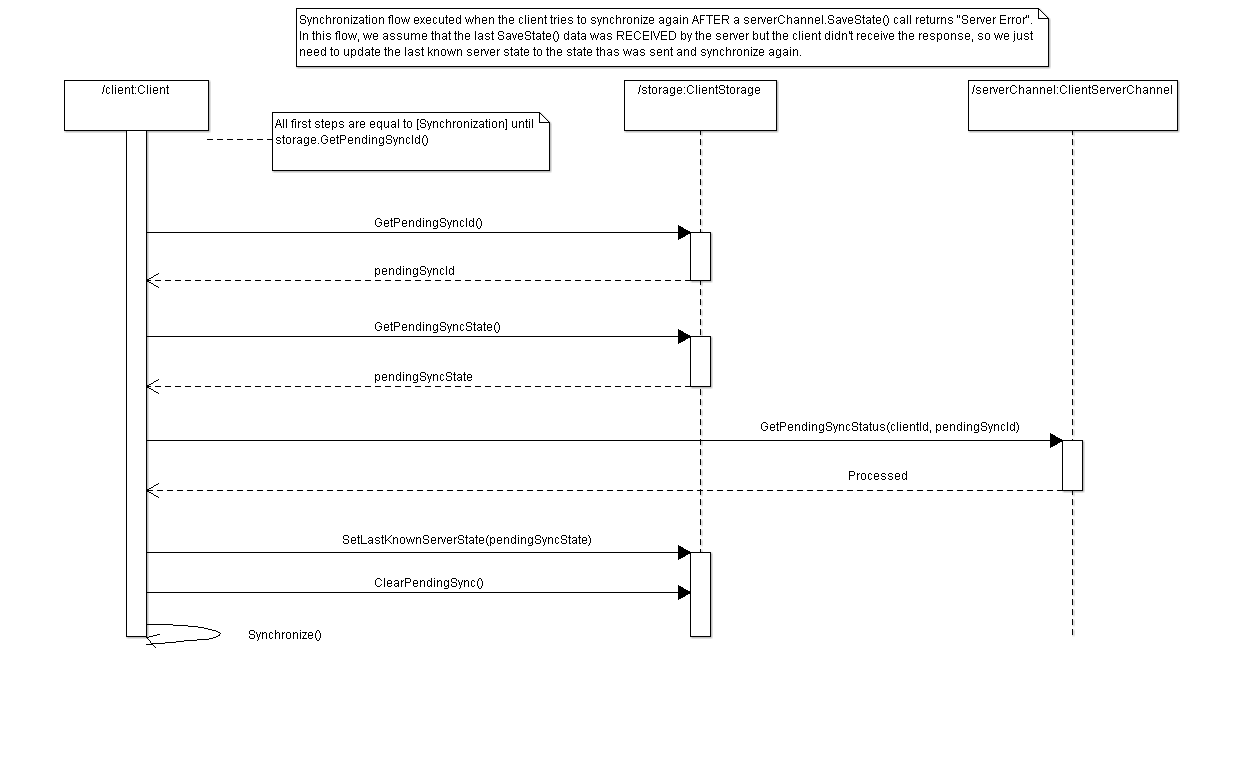 Synchronization flow executed when the client tries to synchronize again AFTER a serverChannel.SaveState() call returns "Server Error".
In this flow, we assume that the last SaveState() data was RECEIVED by the server but the client didn't receive the response, so we just
need to update the last known server state to the state thas was sent and synchronize again.
/client:Client
/storage:ClientStorage
/serverChannel:ClientServerChannel
All first steps are equal to [Synchronization] until
storage.GetPendingSyncId()
GetPendingSyncId()
pendingSyncId
GetPendingSyncState()
pendingSyncState
GetPendingSyncStatus(clientId, pendingSyncId)
Processed
SetLastKnownServerState(pendingSyncState)
ClearPendingSync()
Synchronize()